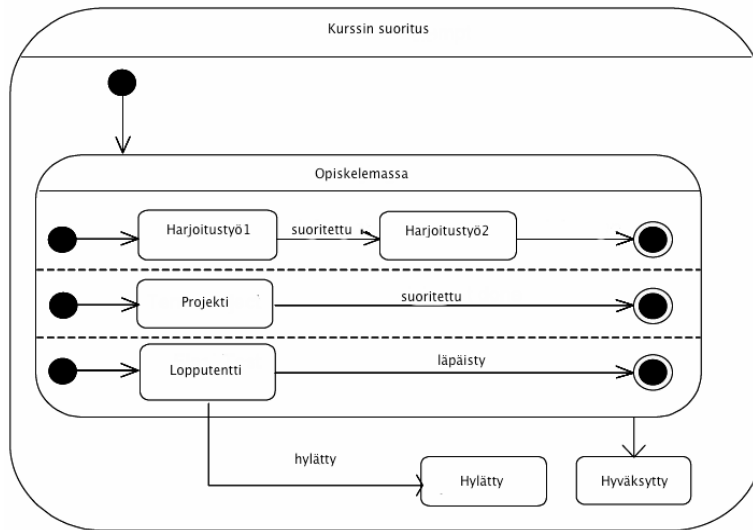 Kurssin suoritus
Opiskelemassa
Harjoitustyö1
suoritettu
Harjoitustyö2
Projekti
suoritettu
Lopputentti
läpäisty
hylätty
Hylätty
Hyväksytty